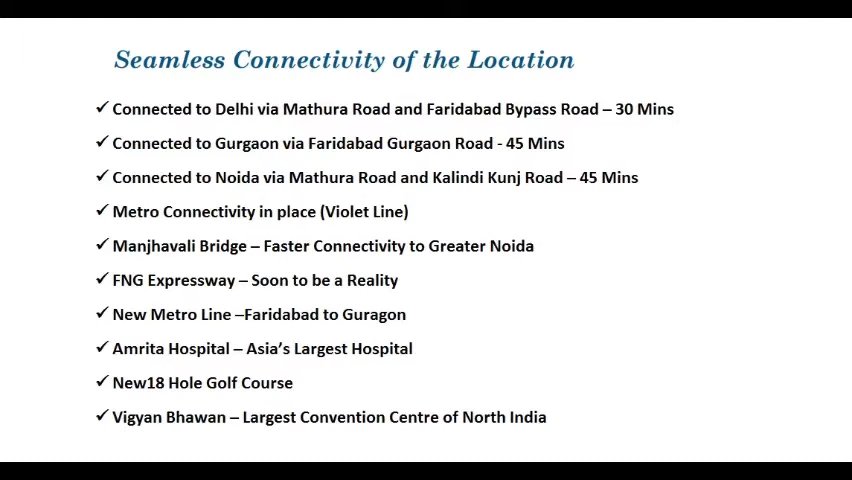 Seamless Connectivity of the Location
✓ Connected to Delhi via Mathura Road and Faridabad Bypass Road – 30 Mins
✓ Connected to Gurgaon via Faridabad Gurgaon Road - 45 Mins
✓ Connected to Noida via Mathura Road and Kalindi Kunj Road – 45 Mins
✓ Metro Connectivity in place (Violet Line)
✓ Manjhavali Bridge – Faster Connectivity to Greater Noida
✓ FNG Expressway – Soon to be a Reality
✓ New Metro Line –Faridabad to Guragon
✓ Amrita Hospital – Asia’s Largest Hospital
✓ New18 Hole Golf Course
✓ Vigyan Bhawan – Largest Convention Centre of North India